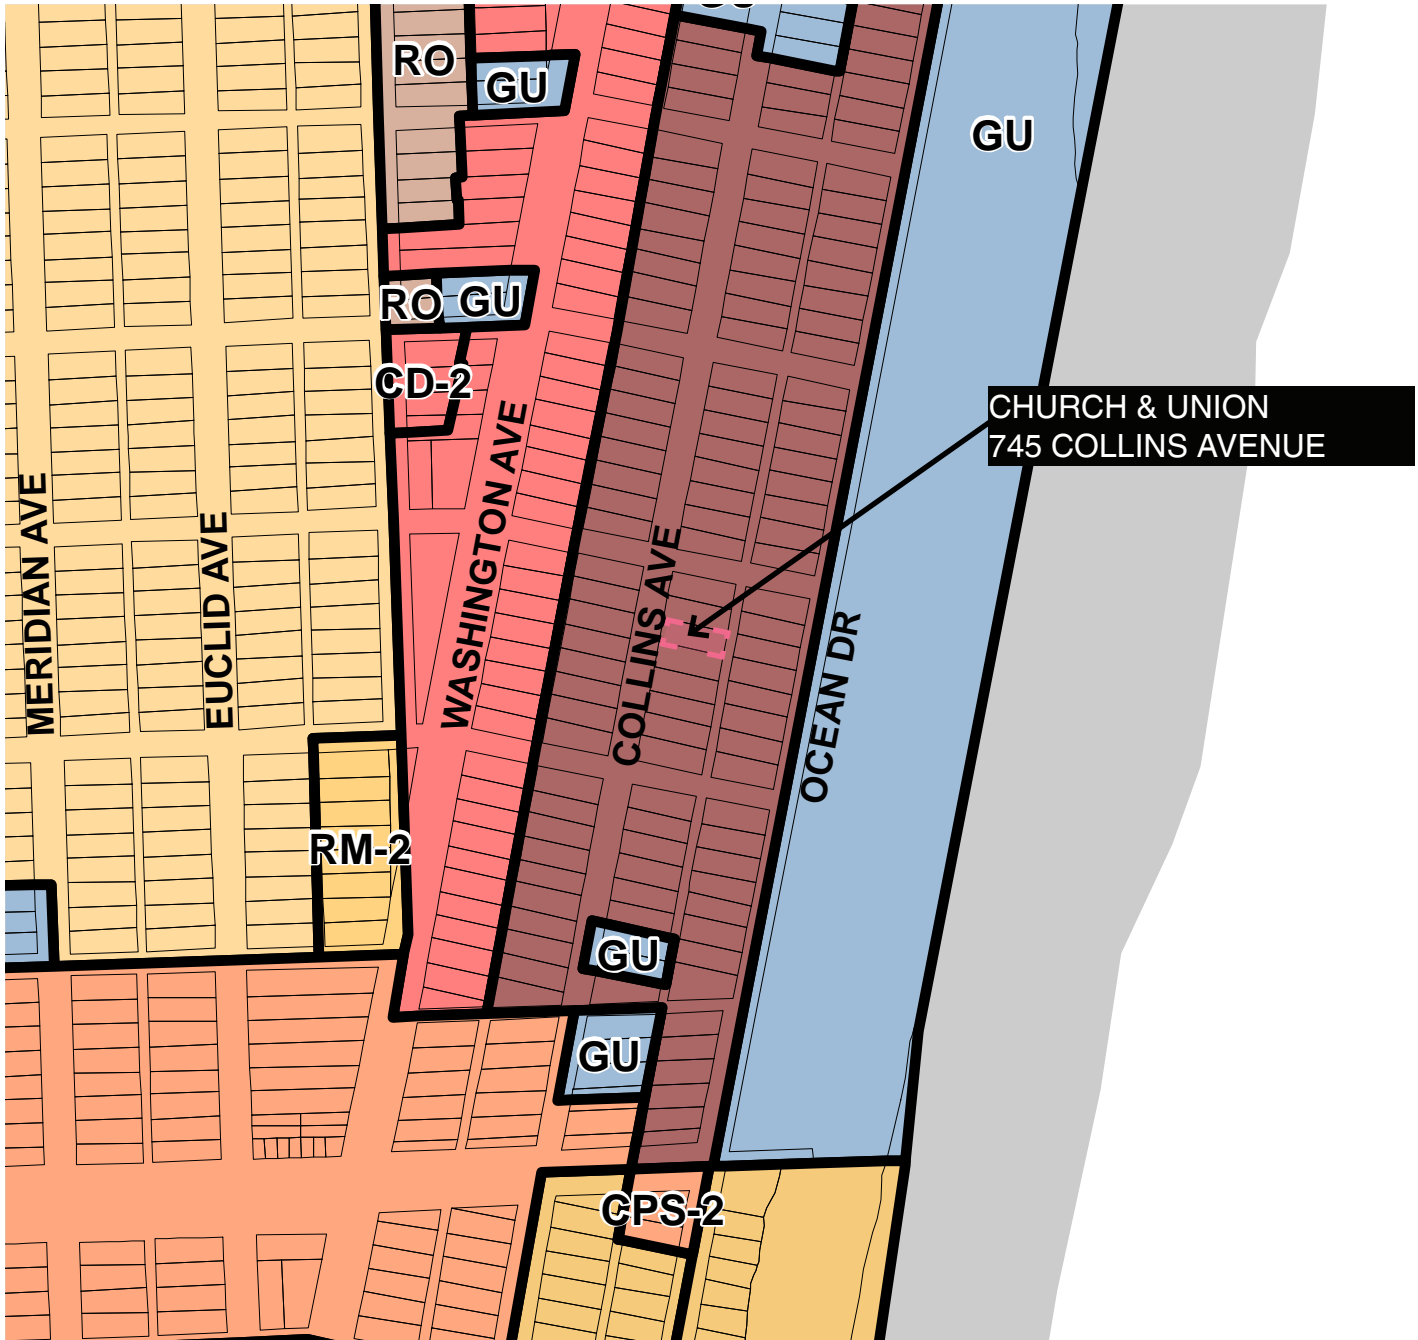 RO
GU
GU
RO
GU
CD-2
CHURCH & UNION
745 COLLINS AVENUE
WASHINGTON AVE
MERIDIAN AVE
EUCLID AVE
COLLINS AVE
OCEAN DR
RM-2
GU
GU
CPS-2